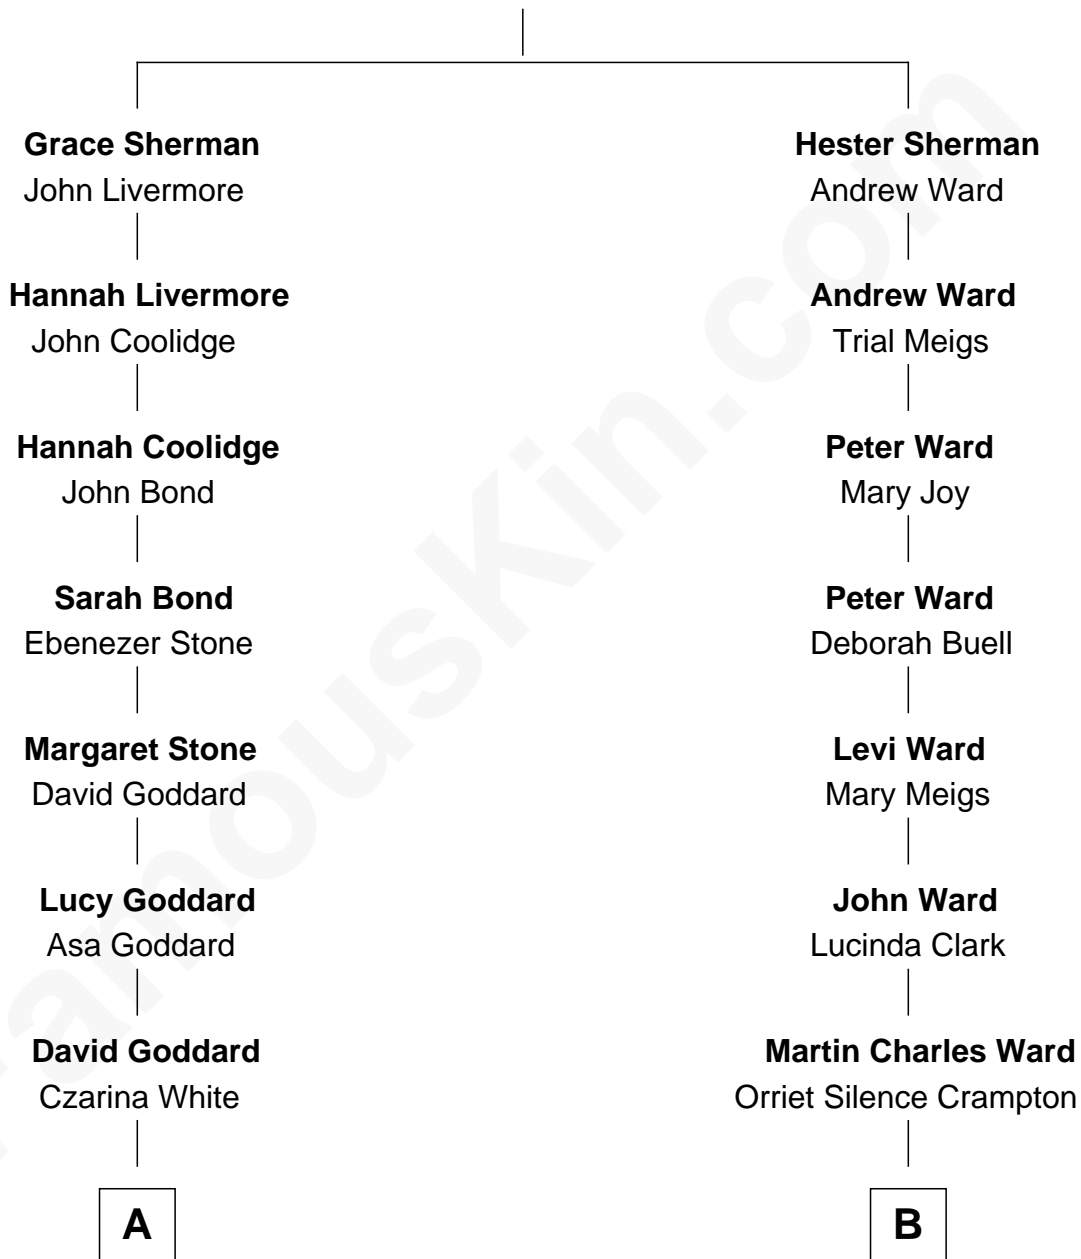 Grace Sherman
John Livermore
Hannah Livermore
John Coolidge
Hannah Coolidge
John Bond
Sarah Bond
Ebenezer Stone
Margaret Stone
David Goddard
Lucy Goddard
Asa Goddard
David Goddard
Czarina White
A
Hester Sherman
Andrew Ward
Andrew Ward
Trial Meigs
Peter Ward
Mary Joy
Peter Ward
Deborah Buell
Levi Ward
Mary Meigs
John Ward
Lucinda Clark
Martin Charles Ward
Orriet Silence Crampton
B
FamousKin.com